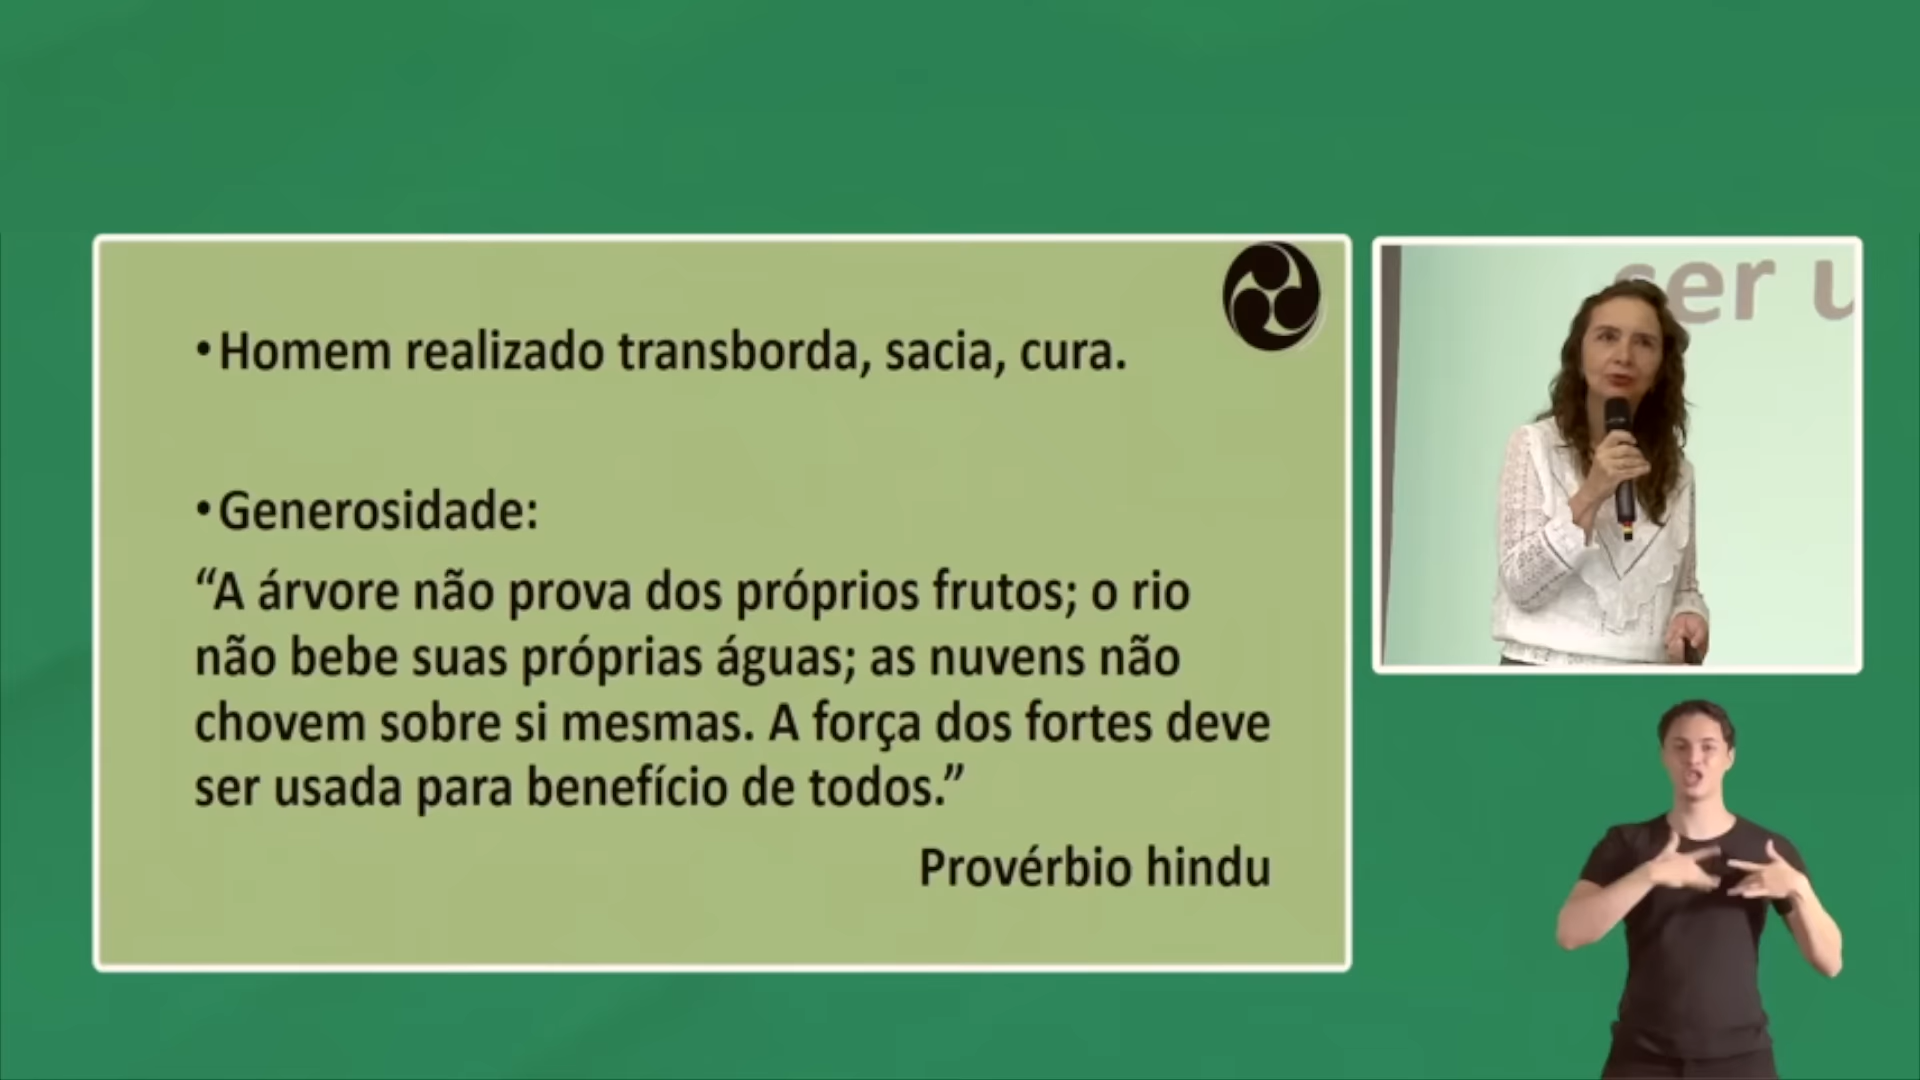 •Homem realizado transborda, sacia, cura.
•Generosidade:
“A árvore não prova dos próprios frutos; o rio
não bebe suas próprias águas; as nuvens não
chovem sobre si mesmas. A força dos fortes deve
ser usada para benefício de todos.”
Provérbio hindu
ser u